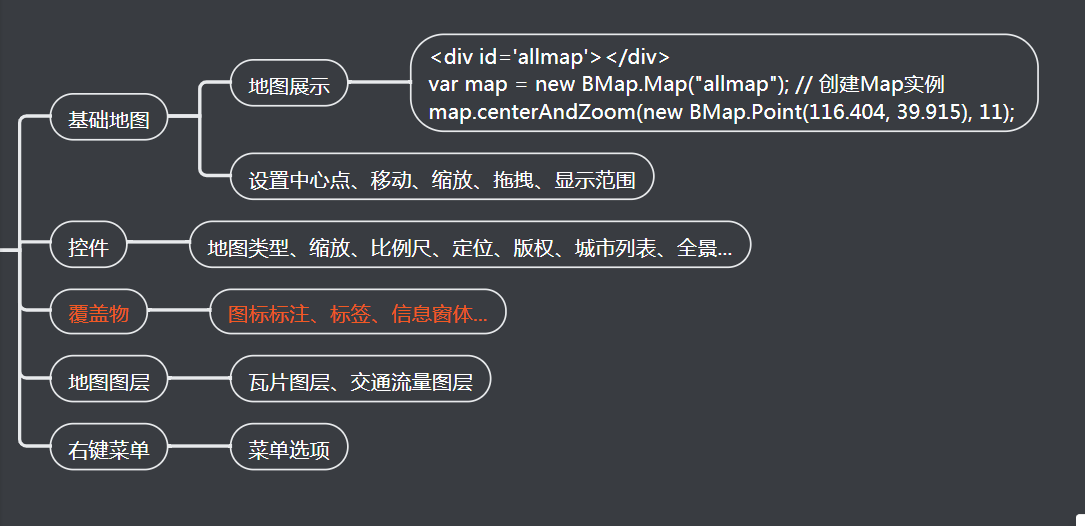 基础地图
地图展示
<div id='allmap'></div>
var map = new BMap.Map("allmap"); // 创建Map实例
map.centerAndZoom(new BMap.Point(116.404, 39.915), 11);
设置中心点、移动、缩放、拖拽、显示范围
控件
地图类型、缩放、比例尺、定位、版权、城市列表、全景...
覆盖物
图标标注、标签、信息窗体...
地图图层
瓦片图层、交通流量图层
右键菜单
菜单选项